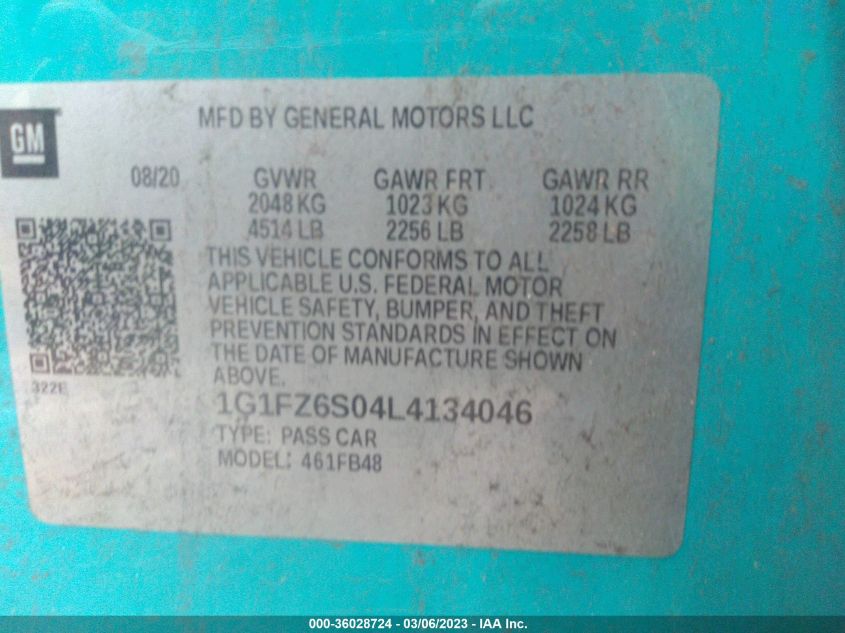 MFD BY GENERAL MOTORS LLC
GM
08/20 GVWR GAWR FRT GAWR RR
2048 KG 1023 KG 1024 KG
4514 LB 2256 LB 2258 LB
THIS VEHICLE CONFORMS TO ALL
APPLICABLE U.S. FEDERAL MOTOR
VEHICLE SAFETY, BUMPER, AND THEFT
PREVENTION STANDARDS IN EFFECT ON
THE DATE OF MANUFACTURE SHOWN
ABOVE.
322E
1G1FZ6S04L4134046
TYPE: PASS CAR
MODEL: 461FB48
000-36028724 - 03/06/2023 - IAA Inc.